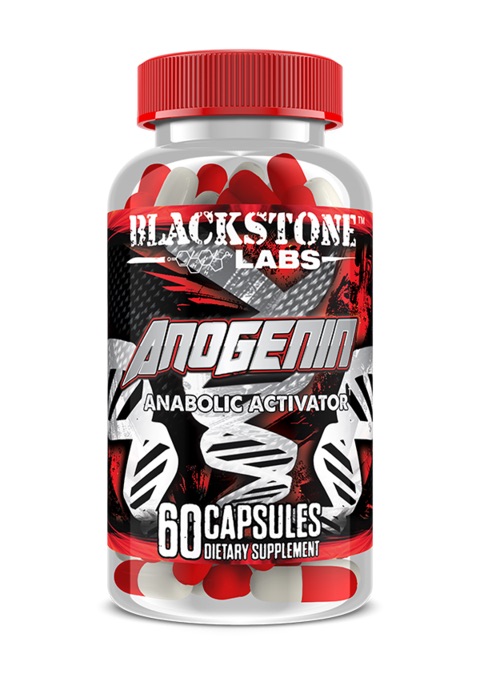 BLACKSTONE™
LABS
ANOGENIN
ANABOLIC ACTIVATOR
60 CAPSULES
DIETARY SUPPLEMENT